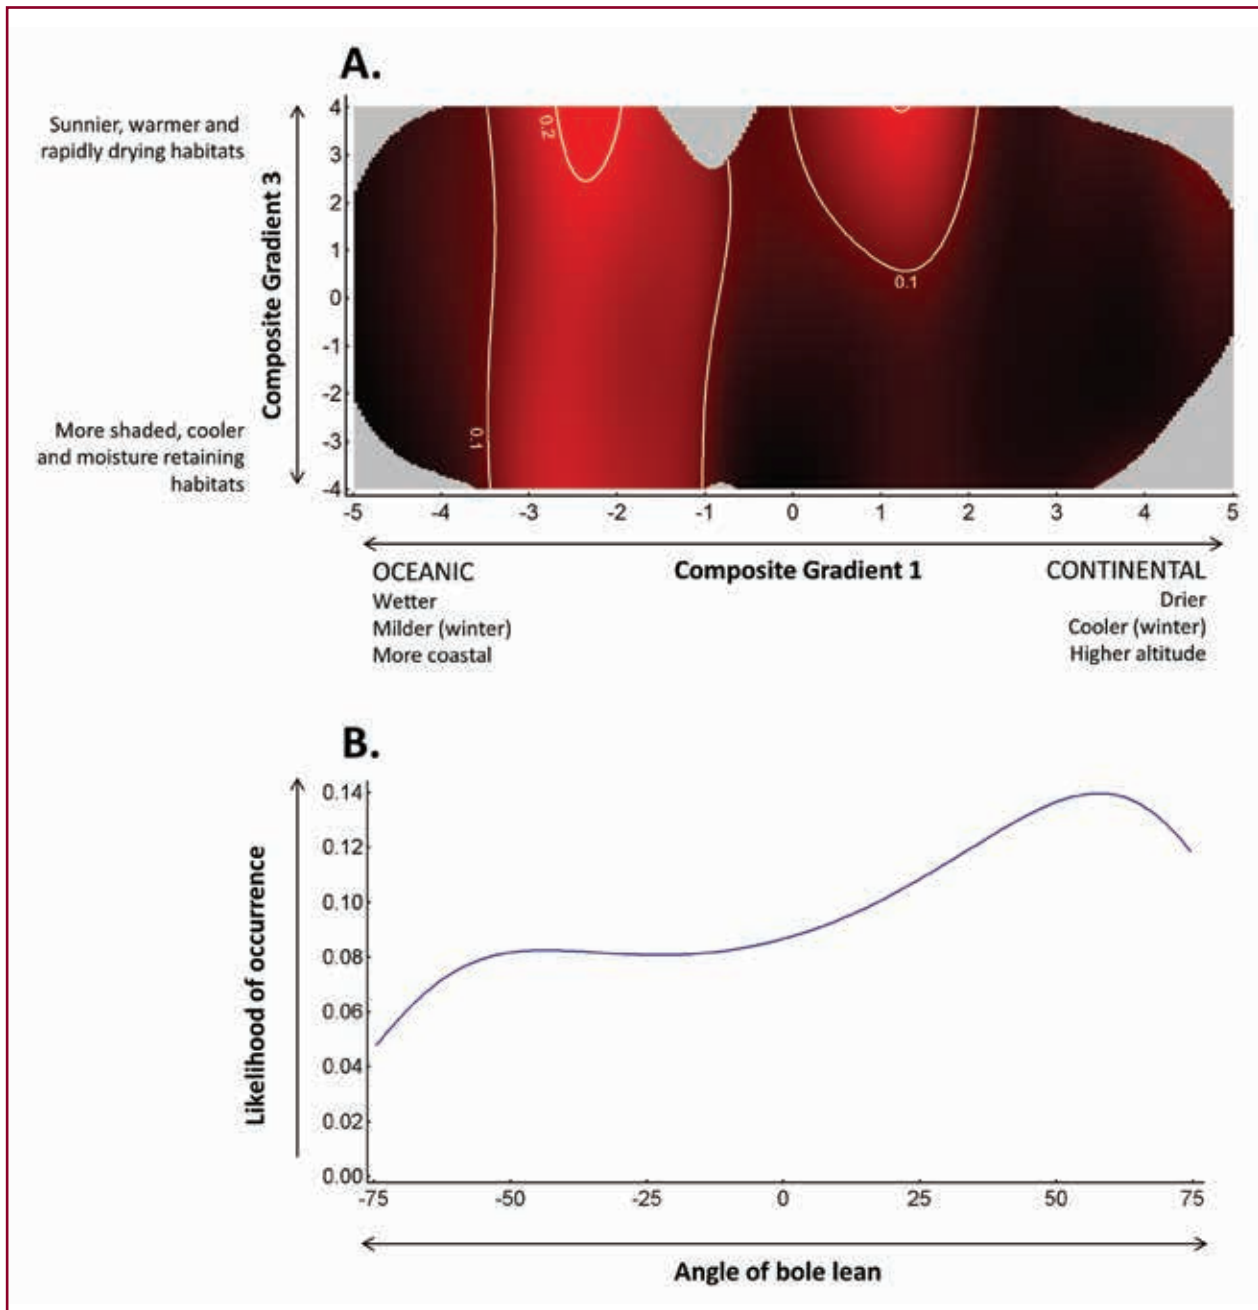 A.
Sunnier, warmer and
rapidly drying habitats
Composite Gradient 3
More shaded, cooler
and moisture retaining
habitats
4
3
2
1
0
-1
-2
-3
-4
0.2
0.1
0.1
-5 -4 -3 -2 -1 0 1 2 3 4 5
Composite Gradient 1
OCEANIC
Wetter
Milder (winter)
More coastal
CONTINENTAL
Drier
Cooler (winter)
Higher altitude
B.
Likelihood of occurrence
0.14
0.12
0.10
0.08
0.06
0.04
0.02
0.00
-75 -50 -25 0 25 50 75
Angle of bole lean